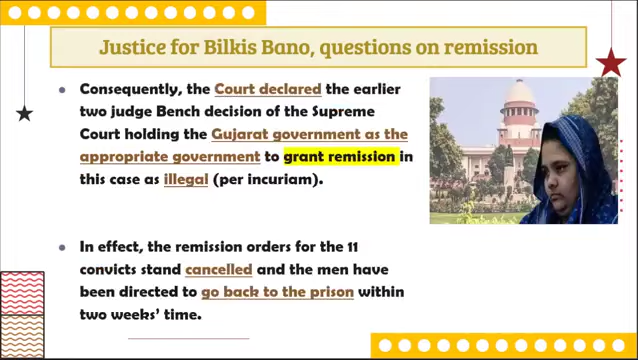 Justice for Bilkis Bano, questions on remission
Consequently, the Court declared the earlier
two judge Bench decision of the Supreme
Court holding the Gujarat government as the
appropriate government to grant remission in
this case as illegal (per incuriam).
In effect, the remission orders for the 11
convicts stand cancelled and the men have
been directed to go back to the prison within
two weeks' time.